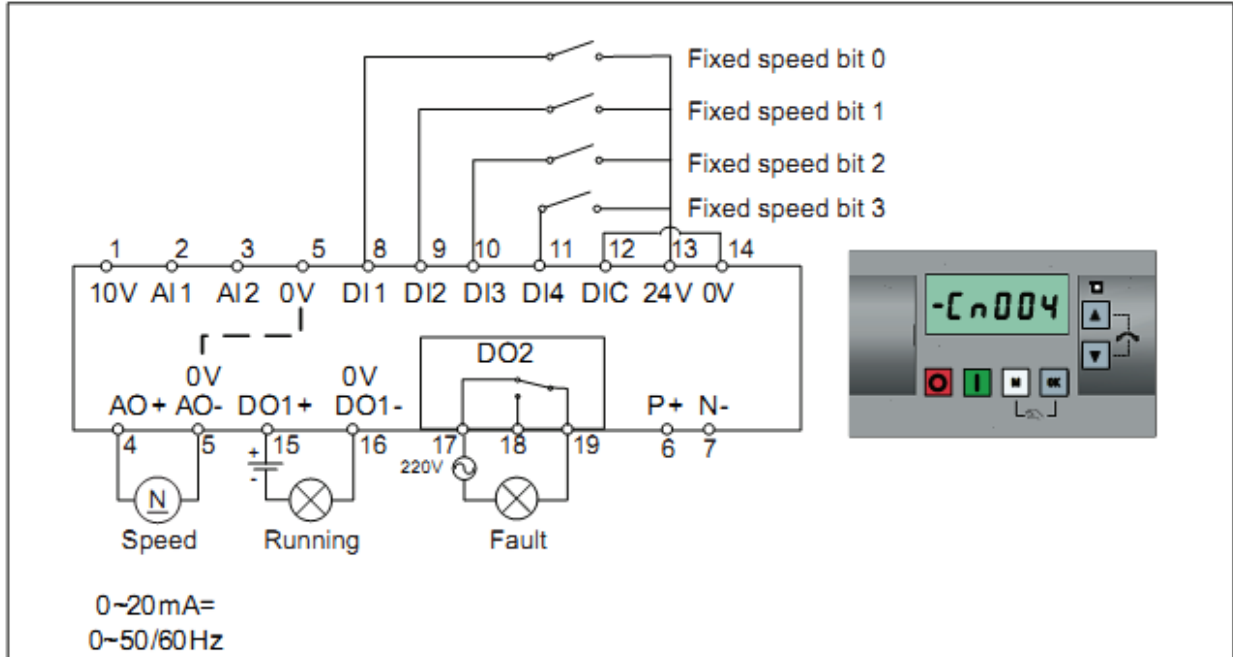 Fixed speed bit 0
Fixed speed bit 1
Fixed speed bit 2
Fixed speed bit 3
1 2 3 5 8 9 10 11 12 13 14
10V AI1 AI2 0V DI1 DI2 DI3 DI4 DIC 24V 0V
-Cn004
DO2
0V 0V
AO+ AO- DO1+ DO1- P+ N-
M OK
4 5 15 16 17 18 19 6 7
+
-
220V
N
Speed Running Fault
0~20mA=
0~50/60Hz